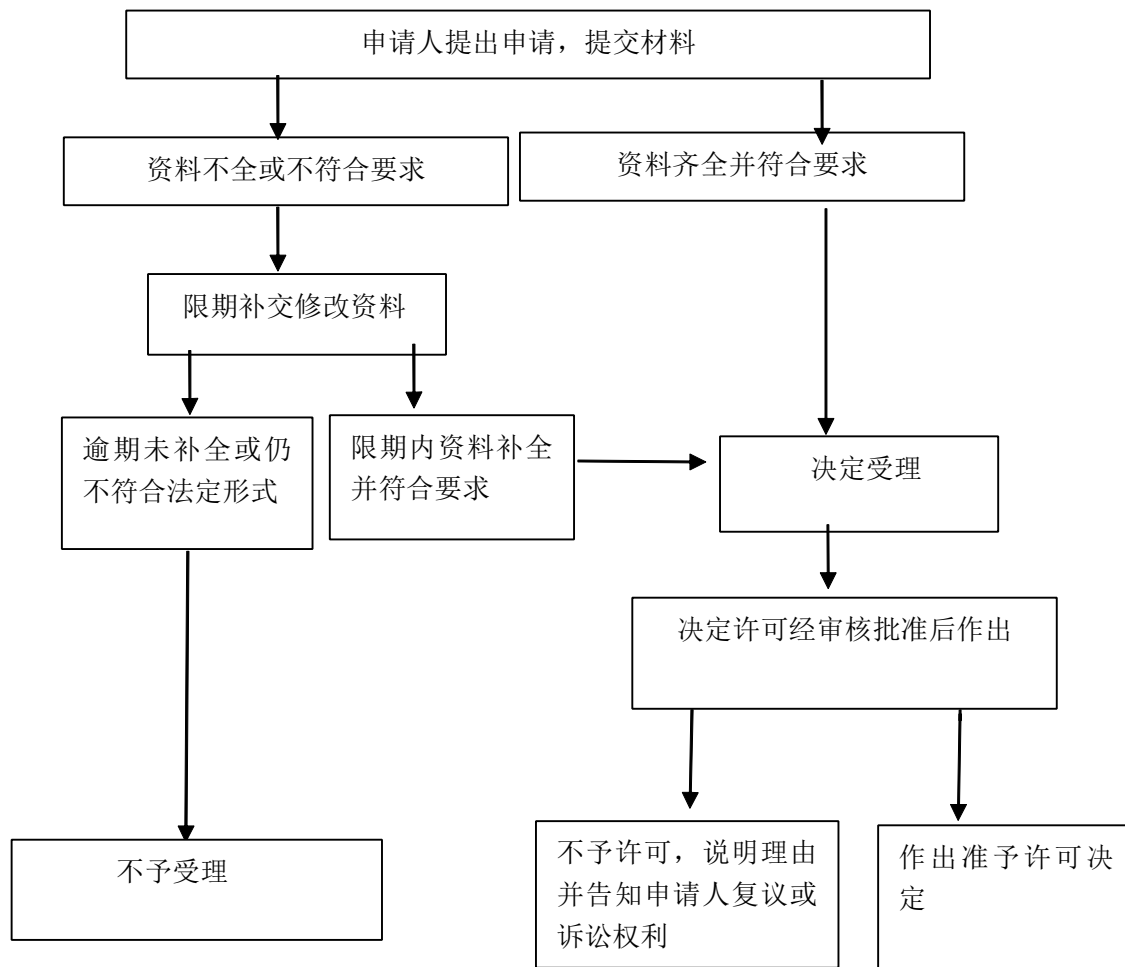 申请人提出申请，提交材料
资料不全或不符合要求
资料齐全并符合要求
限期补交修改资料
逾期未补全或仍
不符合法定形式
限期内资料补全
并符合要求
决定受理
决定许可经审核批准后作出
不予受理
不予许可，说明理由
并告知申请人复议或
诉讼权利
作出准予许可决
定